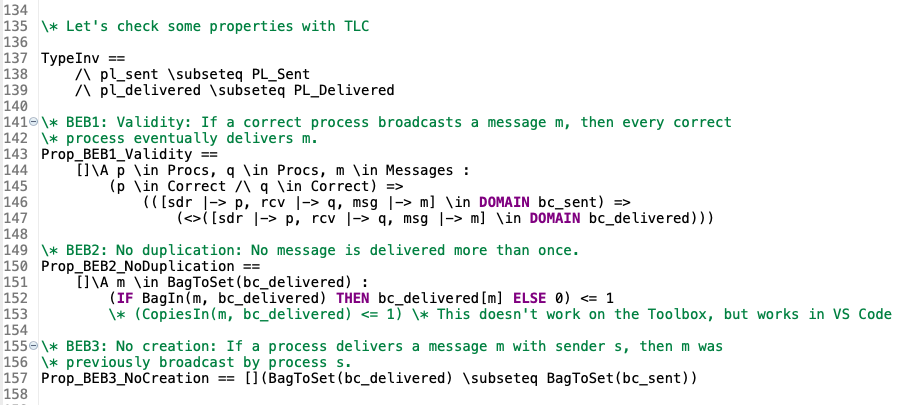 134
135 \* Let's check some properties with TLC
136
137 TypeInv ==
138     /\ pl_sent \subseteq PL_Sent
139     /\ pl_delivered \subseteq PL_Delivered
140
141 \* BEB1: Validity: If a correct process broadcasts a message m, then every correct
142 \* process eventually delivers m.
143 Prop_BEB1_Validity ==
144     []\A p \in Procs, q \in Procs, m \in Messages :
145         (p \in Correct /\ q \in Correct) =>
146             (([sdr |-> p, rcv |-> q, msg |-> m] \in DOMAIN bc_sent) =>
147                 (<>([sdr |-> p, rcv |-> q, msg |-> m] \in DOMAIN bc_delivered)))
148
149 \* BEB2: No duplication: No message is delivered more than once.
150 Prop_BEB2_NoDuplication ==
151     []\A m \in BagToSet(bc_delivered) :
152         (IF BagIn(m, bc_delivered) THEN bc_delivered[m] ELSE 0) <= 1
153         \* (CopiesIn(m, bc_delivered) <= 1) \* This doesn't work on the Toolbox, but works in VS Code
154
155 \* BEB3: No creation: If a process delivers a message m with sender s, then m was
156 \* previously broadcast by process s.
157 Prop_BEB3_NoCreation == [](BagToSet(bc_delivered) \subseteq BagToSet(bc_sent))
158